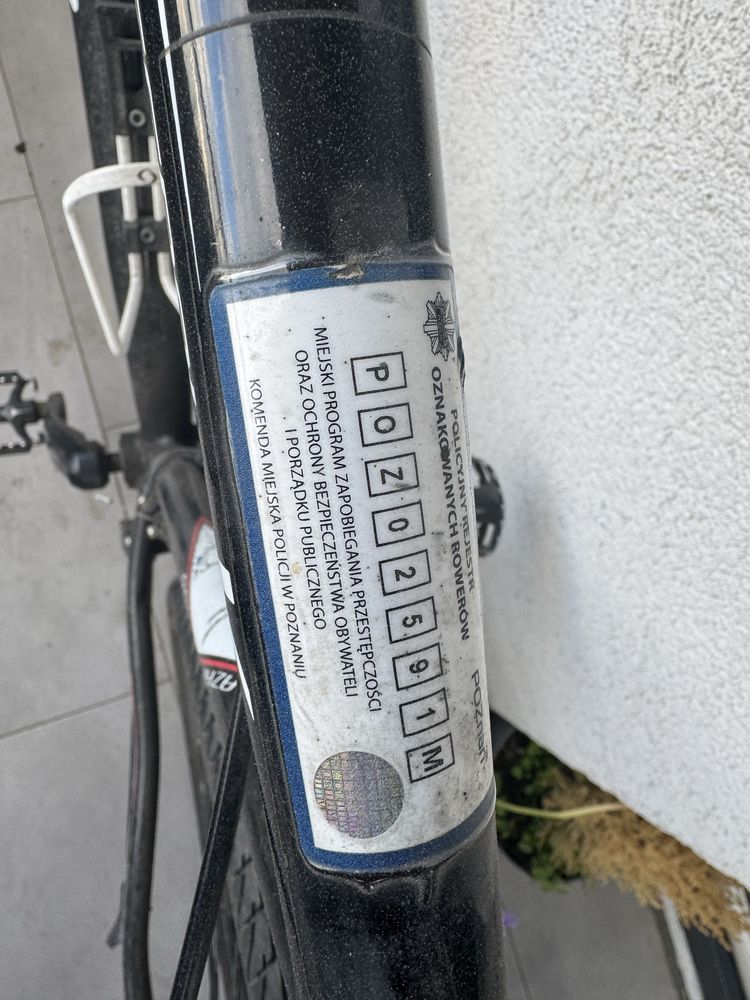 POLICYJNY REJESTR
OZNAKOWANYCH ROWERÓW
POZnań
POZ02591M
MIEJSKI PROGRAM ZAPOBIEGANIA PRZESTĘPCZOŚCI
ORAZ OCHRONY BEZPIECZEŃSTWA OBYWATELI
I PORZĄDKU PUBLICZNEGO
KOMENDA MIEJSKA POLICJI W POZNANIU